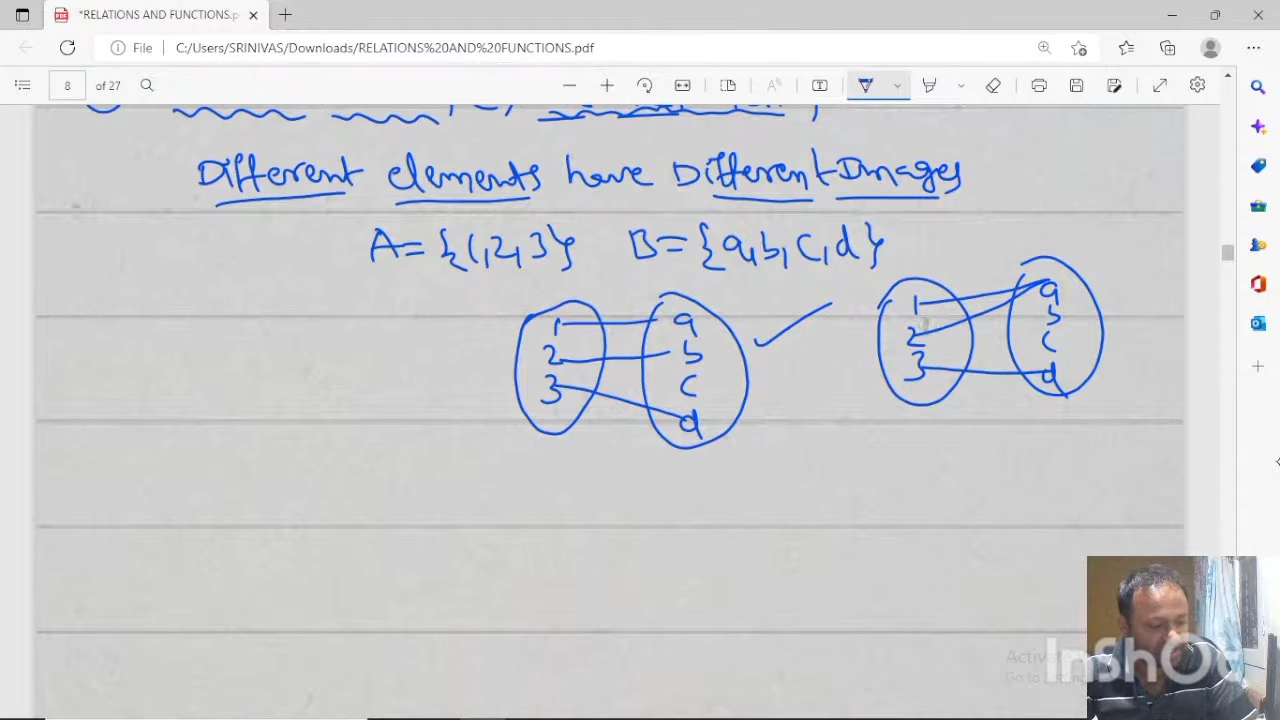 *RELATIONS AND FUNCTIONS.p
File C:/Users/SRINIVAS/Downloads/RELATIONS%20AND%20FUNCTIONS.pdf
8 of 27
Different elements have Different Images
A={1,2,3} B={a,b,c,d}
1 a
2 b
3 c
d
1 a
2 b
3 c
d
InShO